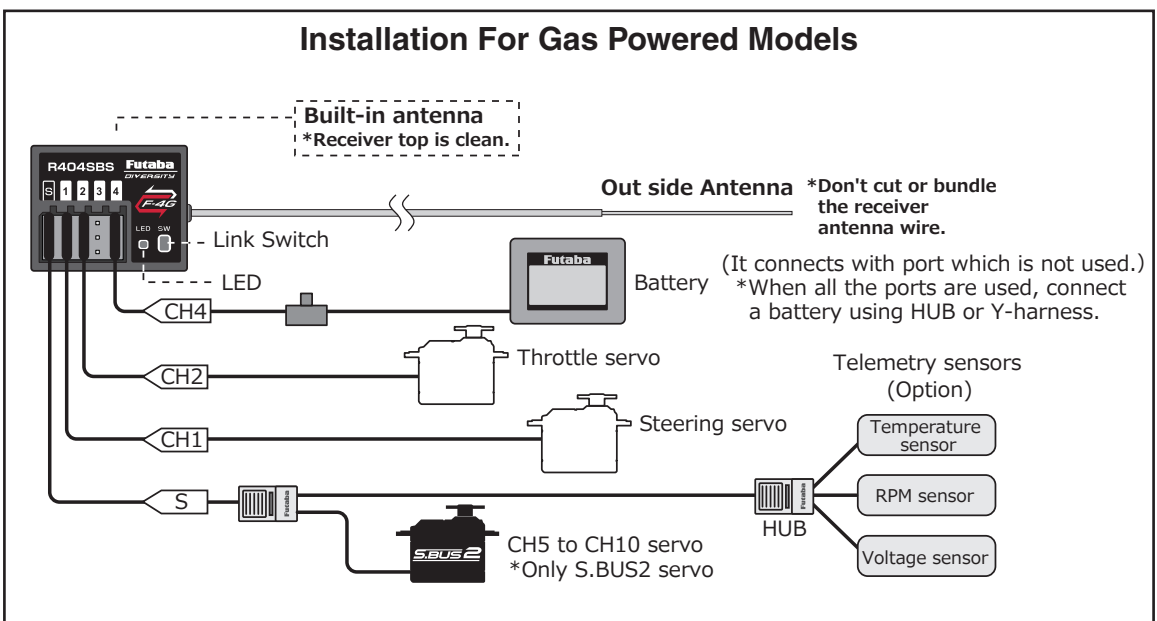 Installation For Gas Powered Models
Built-in antenna
*Receiver top is clean.
R404SBS Futaba
DIVERSITY
S 1 2 3 4
F-4G
LED SW
Link Switch
LED
Out side Antenna
*Don't cut or bundle
the receiver
antenna wire.
Futaba
Battery
(It connects with port which is not used.)
*When all the ports are used, connect
a battery using HUB or Y-harness.
CH4
CH2
Throttle servo
CH1
Steering servo
Telemetry sensors
(Option)
Temperature
sensor
RPM sensor
Voltage sensor
S
Futaba
Futaba
HUB
S.BUS2
CH5 to CH10 servo
*Only S.BUS2 servo